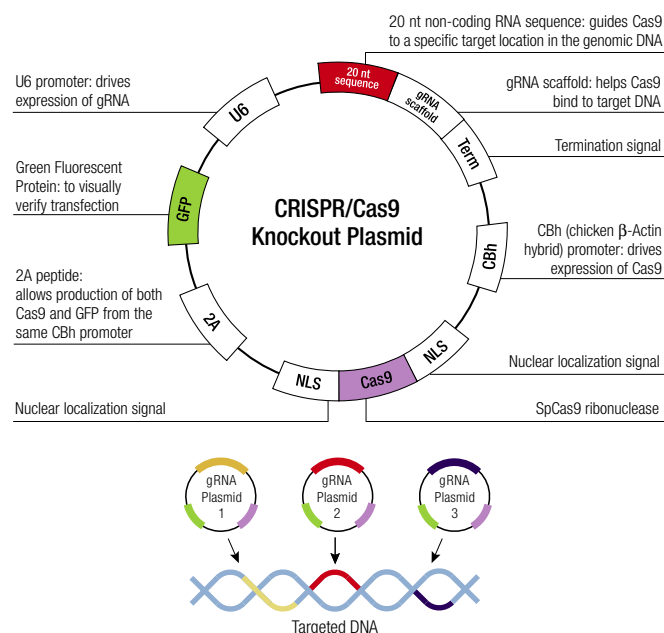 20 nt non-coding RNA sequence: guides Cas9
to a specific target location in the genomic DNA
U6 promoter: drives
expression of gRNA
gRNA scaffold: helps Cas9
bind to target DNA
Termination signal
Green Fluorescent
Protein: to visually
verify transfection
CBh (chicken β-Actin
hybrid) promoter: drives
expression of Cas9
2A peptide:
allows production of both
Cas9 and GFP from the
same CBh promoter
Nuclear localization signal
Nuclear localization signal
SpCas9 ribonuclease
CRISPR/Cas9
Knockout Plasmid
20 nt
sequence
gRNA
scaffold
Term
CBh
NLS
Cas9
NLS
2A
GFP
U6
gRNA
Plasmid
1
gRNA
Plasmid
2
gRNA
Plasmid
3
Targeted DNA